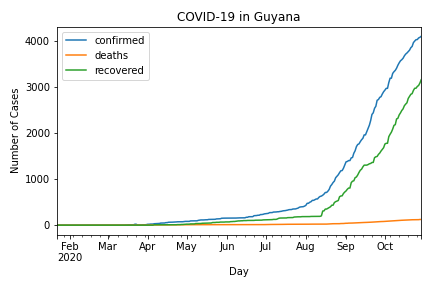 COVID-19 in Guyana
confirmed
deaths
recovered
Number of Cases
4000
3000
2000
1000
0
Feb Mar Apr May Jun Jul Aug Sep Oct
2020
Day